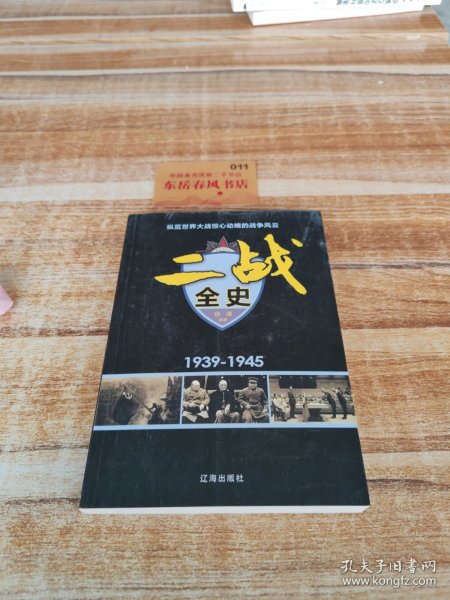 011
东岳春风书店
纵览世界大战惊心动魄的战争风云
二战
全史
1939-1945
辽海出版社
孔夫子旧书网
www.kongfz.com